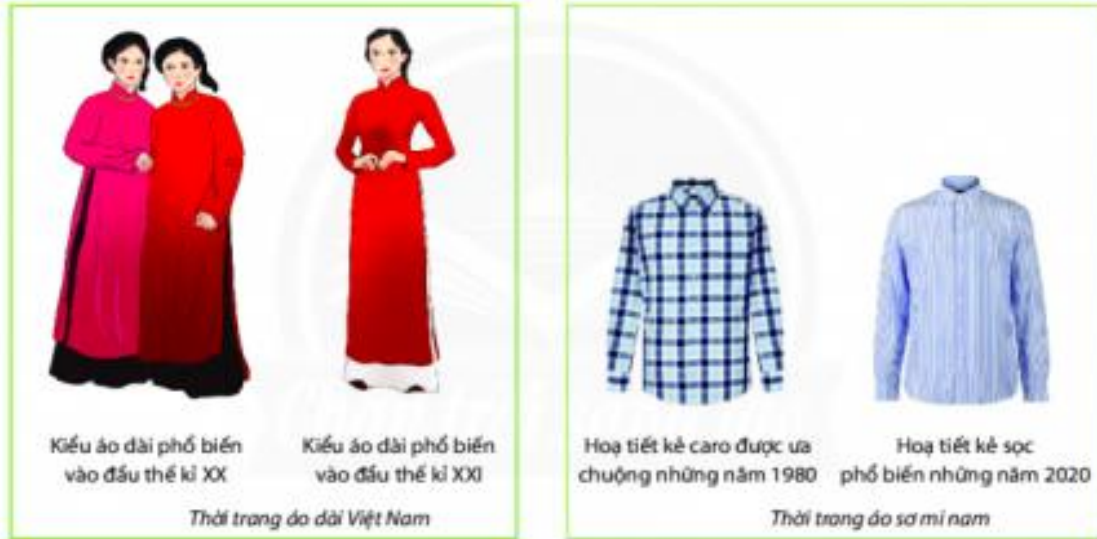 Kiểu áo dài phổ biến
vào đầu thế kỉ XX
Kiểu áo dài phổ biến
vào đầu thế kỉ XXI
Thời trang áo dài Việt Nam
Hoạ tiết kẻ caro được ưa
chuộng những năm 1980
Hoạ tiết kẻ sọc
phổ biến những năm 2020
Thời trang áo sơ mi nam